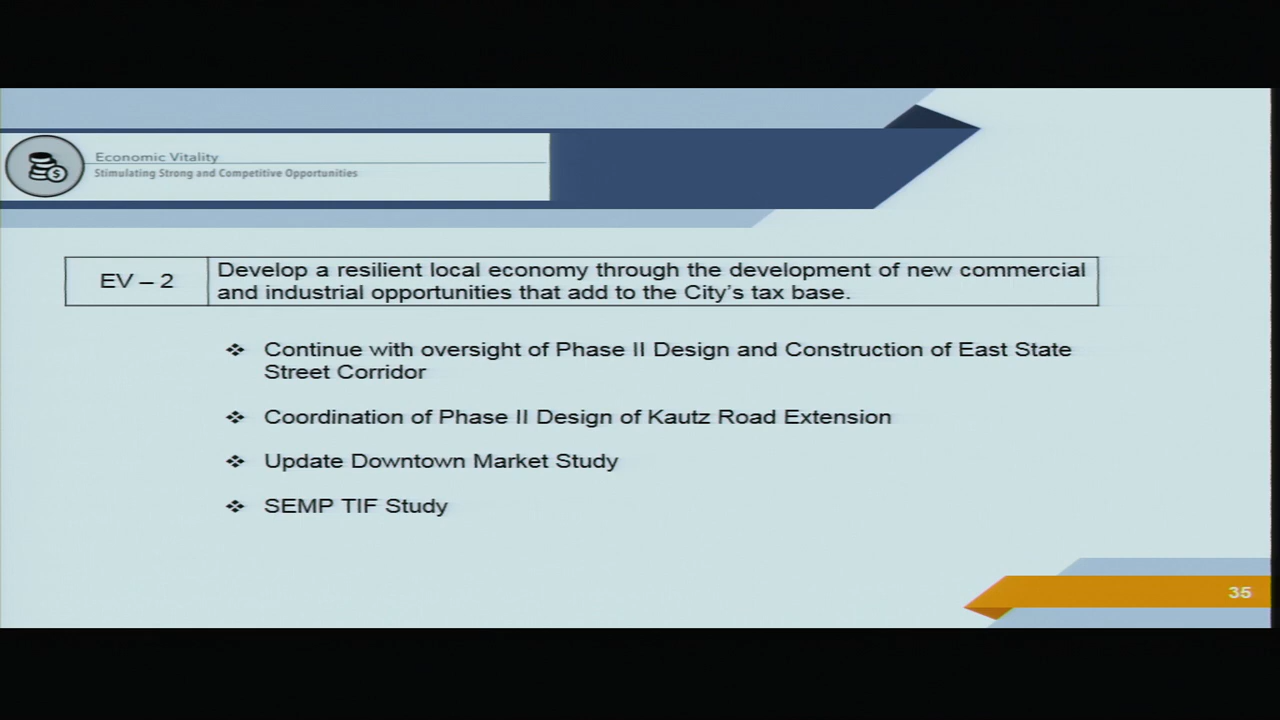 Economic Vitality
Stimulating Strong and Competitive Opportunities
$
EV – 2
Develop a resilient local economy through the development of new commercial
and industrial opportunities that add to the City's tax base.
❖ Continue with oversight of Phase II Design and Construction of East State
Street Corridor
❖ Coordination of Phase II Design of Kautz Road Extension
❖ Update Downtown Market Study
❖ SEMP TIF Study
35